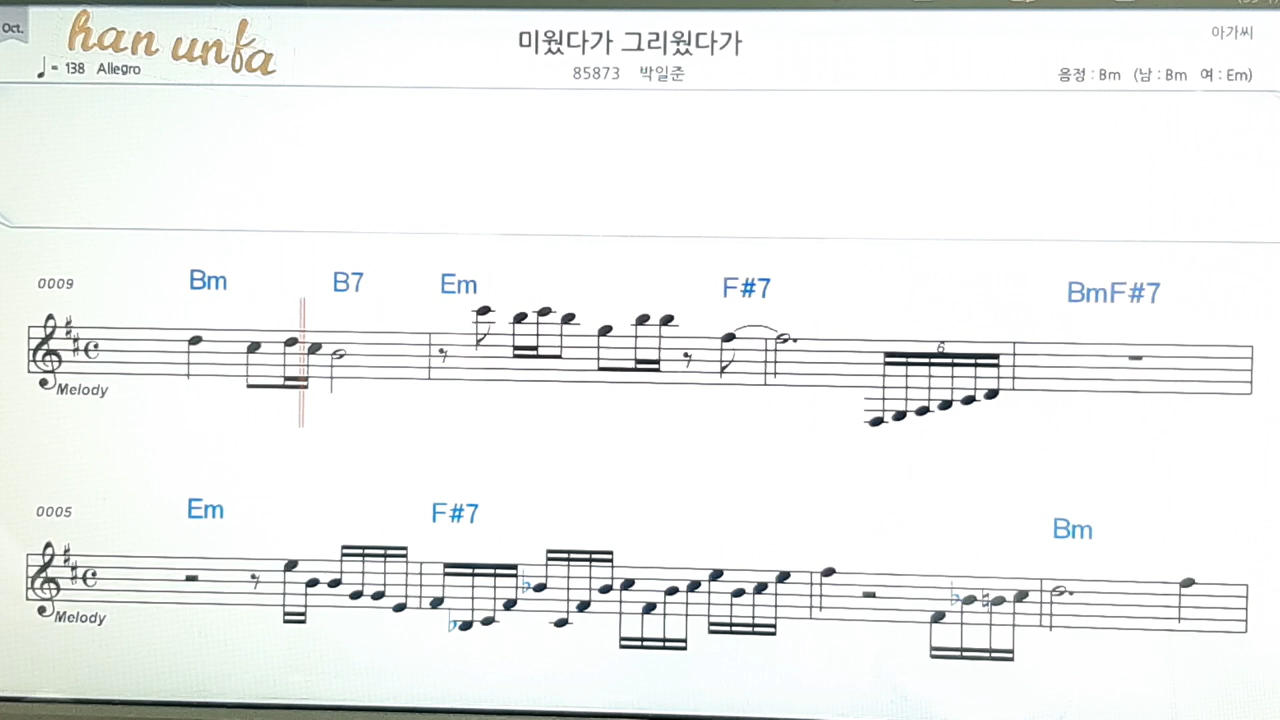 Oct.
han unfa
♩= 138 Allegro
미웠다가 그리웠다가
85873 박일준
아가씨
음정 : Bm (남 : Bm 여 : Em)
0009
Bm B7 Em F#7 BmF#7
6
Melody
0005
Em F#7 Bm
Melody